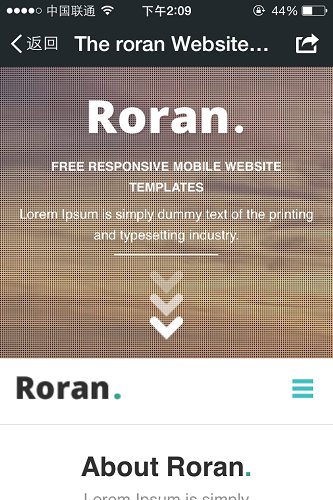 中国联通 下午2:09 44%
返回 The roran Website...
Roran.
FREE RESPONSIVE MOBILE WEBSITE
TEMPLATES
Lorem Ipsum is simply dummy text of the printing
and typesetting industry.
Roran.
About Roran.
Lorem Ipsum is simply